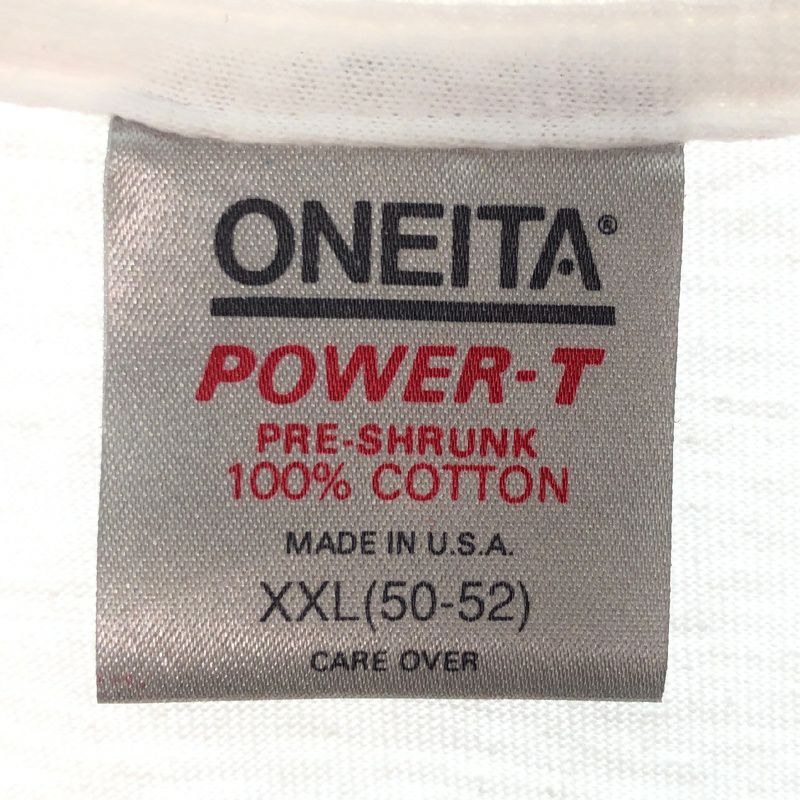 ONEITA®
POWER-T
PRE-SHRUNK
100% COTTON
MADE IN U.S.A.
XXL(50-52)
CARE OVER